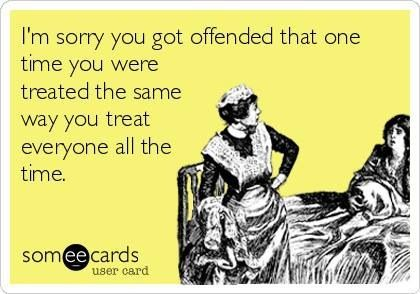 I'm sorry you got offended that one
time you were
treated the same
way you treat
everyone all the
time.
someecards
user card